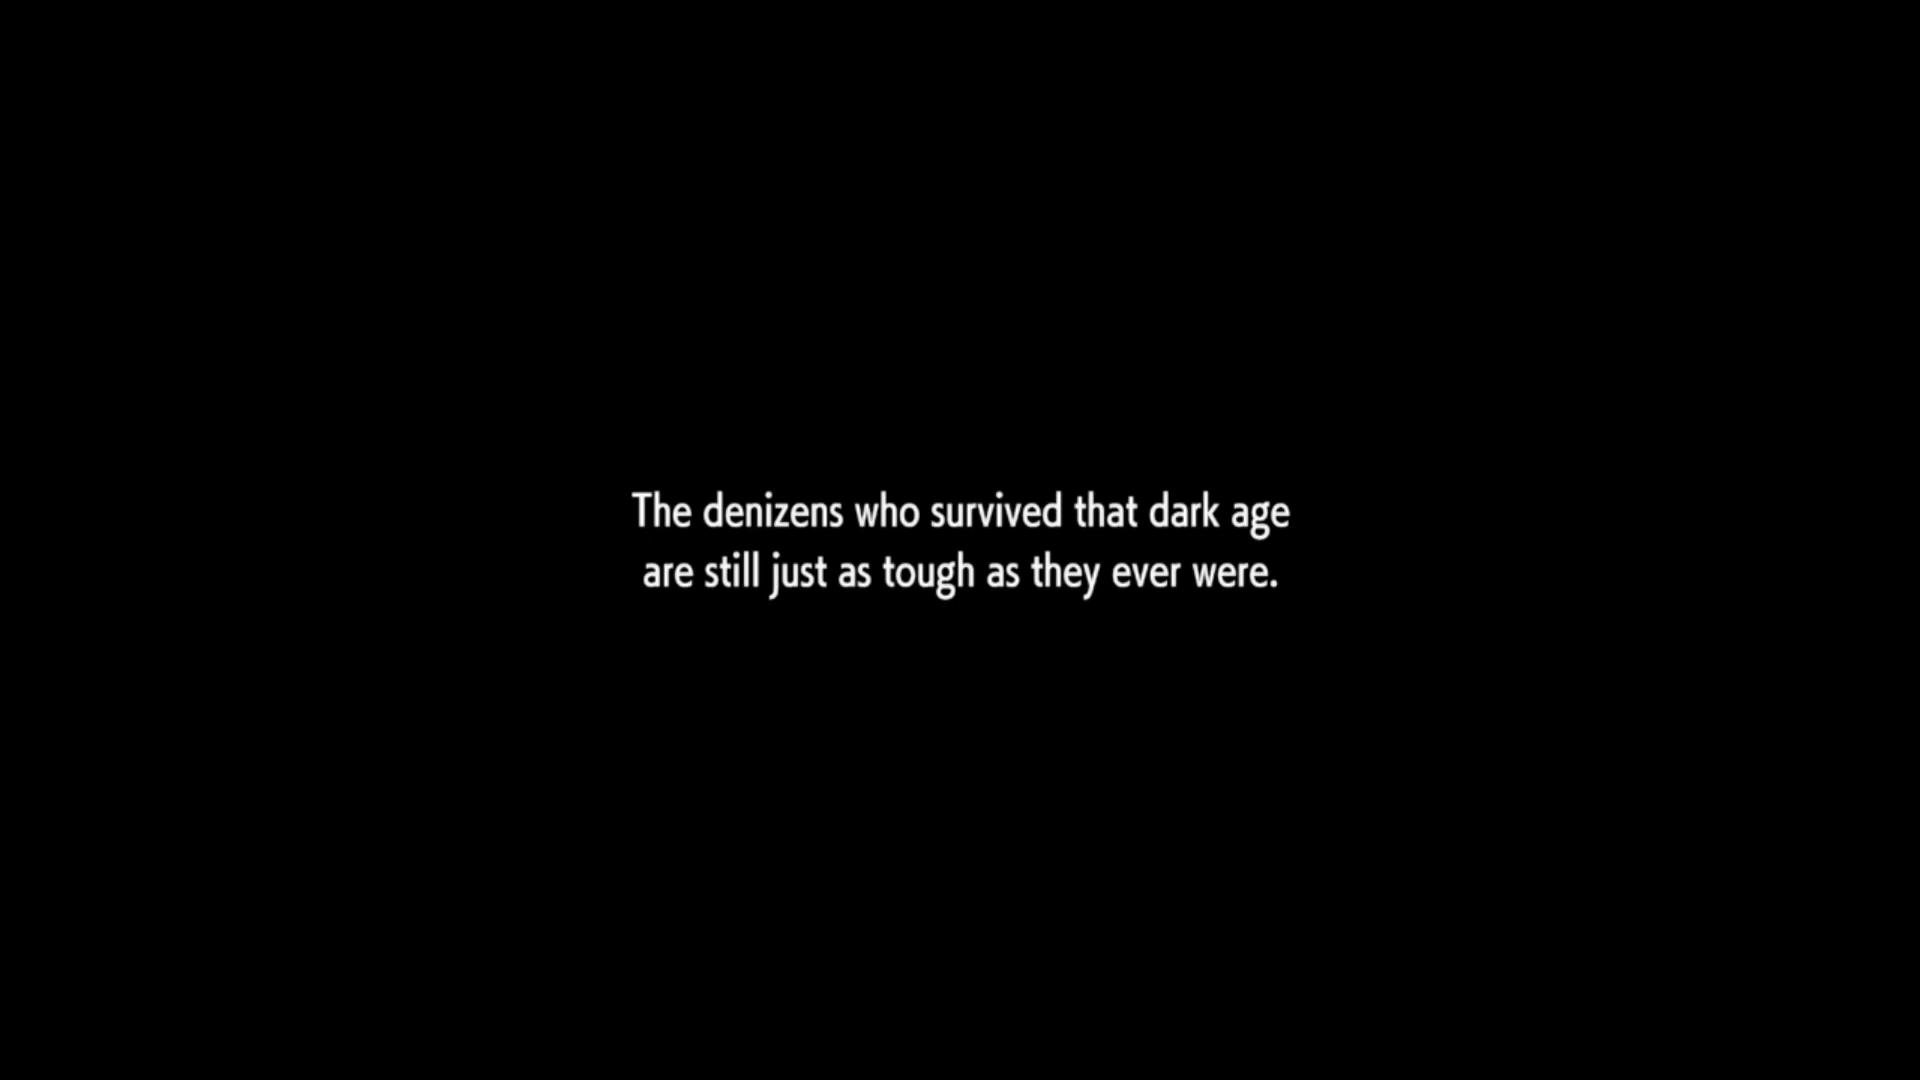 The denizens who survived that dark age
are still just as tough as they ever were.